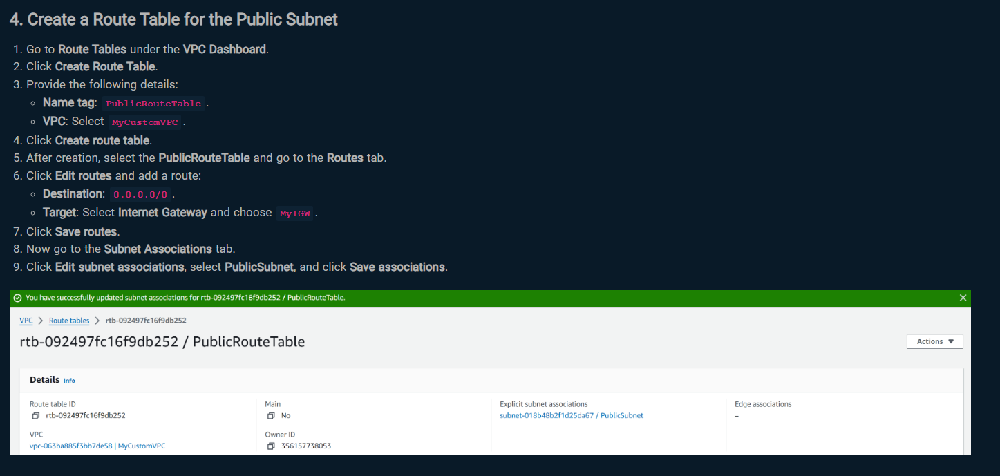 4. Create a Route Table for the Public Subnet
1. Go to Route Tables under the VPC Dashboard.
2. Click Create Route Table.
3. Provide the following details:
Name tag: PublicRouteTable .
VPC: Select MyCustomVPC .
4. Click Create route table.
5. After creation, select the PublicRouteTable and go to the Routes tab.
6. Click Edit routes and add a route:
Destination: 0.0.0.0/0 .
Target: Select Internet Gateway and choose MyIGW .
7. Click Save routes.
8. Now go to the Subnet Associations tab.
9. Click Edit subnet associations, select PublicSubnet, and click Save associations.
You have successfully updated subnet associations for rtb-092497fc16f9db252 / PublicRouteTable.
VPC > Route tables > rtb-092497fc16f9db252
rtb-092497fc16f9db252 / PublicRouteTable
Actions
Details Info
Route table ID
rtb-092497fc16f9db252
Main
No
Explicit subnet associations
subnet-018b48b2f1d25da67 / PublicSubnet
Edge associations
–
VPC
vpc-063ba885f3bb7de58 | MyCustomVPC
Owner ID
356157738053